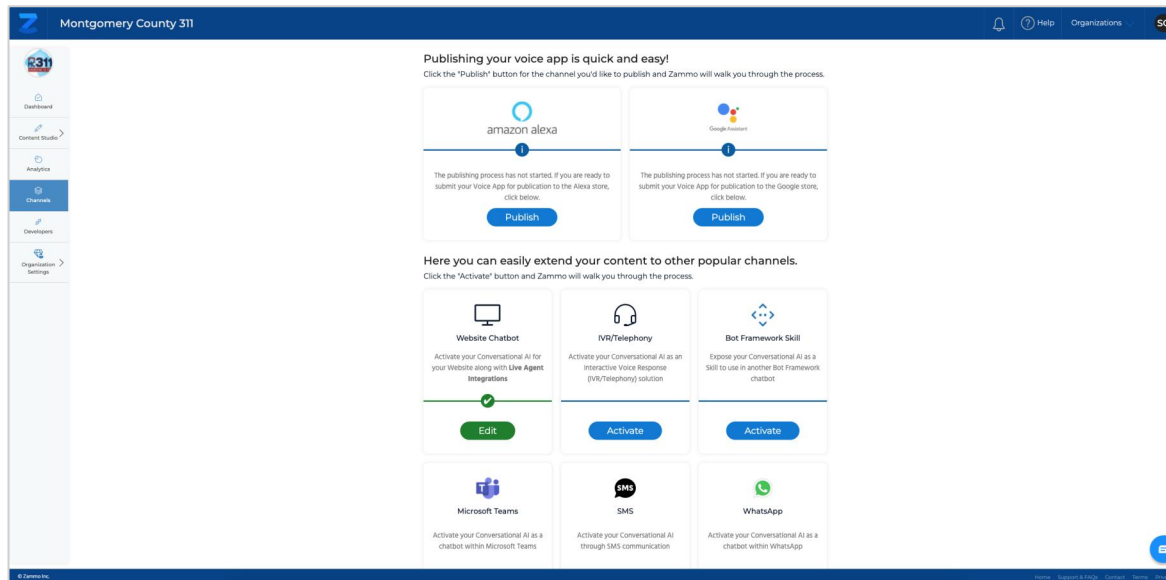 Z
Montgomery County 311
Help
Organizations
311
Dashboard
Content Studio
Analytics
Channels
Developers
Organization
Settings
Publishing your voice app is quick and easy!
Click the "Publish" button for the channel you'd like to publish and Zammo will walk you through the process.
amazon alexa
The publishing process has not started. If you are ready to
submit your Voice App for publication to the Alexa store,
click below.
Publish
Google Assistant
The publishing process has not started. If you are ready to
submit your Voice App for publication to the Google store,
click below.
Publish
Here you can easily extend your content to other popular channels.
Click the "Activate" button and Zammo will walk you through the process.
Website Chatbot
Activate your Conversational AI for
your Website along with Live Agent
Integrations
Edit
IVR/Telephony
Activate your Conversational AI as an
Interactive Voice Response
(IVR/Telephony) solution
Activate
Bot Framework Skill
Expose your Conversational AI as a
Skill to use in another Bot Framework
chatbot
Activate
Microsoft Teams
Activate your Conversational AI as a
chatbot within Microsoft Teams
SMS
SMS
Activate your Conversational AI
through SMS communication
WhatsApp
Activate your Conversational AI as a
chatbot within WhatsApp
© Zammo Inc.
Home Support & FAQs Contact Terms